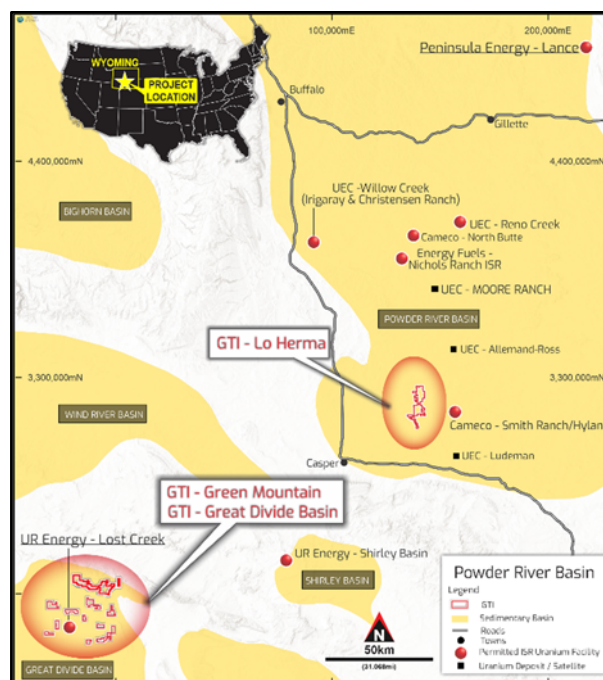 100,000mE
200,000mE
Peninsula Energy - Lance
WYOMING
PROJECT
LOCATION
Buffalo
Gillette
4,400,000mN
4,400,000mN
UEC -Willow Creek
(Irigaray & Christensen Ranch)
BIGHORN BASIN
UEC - Reno Creek
Cameco - North Butte
Energy Fuels -
Nichols Ranch ISR
UEC - MOORE RANCH
POWDER RIVER BASIN
GTI - Lo Herma
UEC - Allemand-Ross
3,300,000mN
3,300,000mN
WIND RIVER BASIN
Cameco - Smith Ranch/Hylan
Casper
UEC - Ludeman
GTI - Green Mountain
GTI - Great Divide Basin
UR Energy - Lost Creek
UR Energy - Shirley Basin
SHIRLEY BASIN
GREAT DIVIDE BASIN
N
50km
(31.068mi)
Powder River Basin
Legend
GTI
Sedimentary Basin
Roads
Towns
Permitted ISR Uranium Facility
Uranium Deposit / Satellite